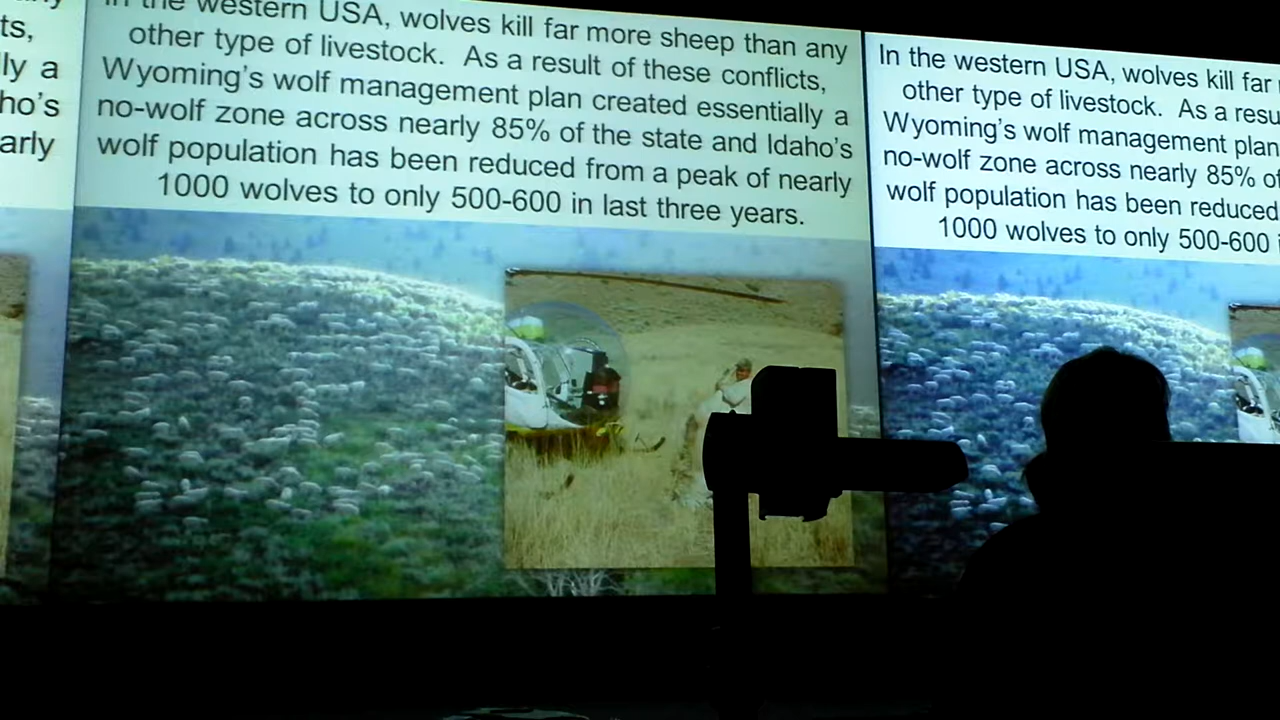 ts,
ly a
ho's
arly
In the western USA, wolves kill far more sheep than any
other type of livestock. As a result of these conflicts,
Wyoming's wolf management plan created essentially a
no-wolf zone across nearly 85% of the state and Idaho's
wolf population has been reduced from a peak of nearly
1000 wolves to only 500-600 in last three years.
In the western USA, wolves kill far
other type of livestock. As a resu
Wyoming's wolf management plan
no-wolf zone across nearly 85% of
wolf population has been reduced
1000 wolves to only 500-600